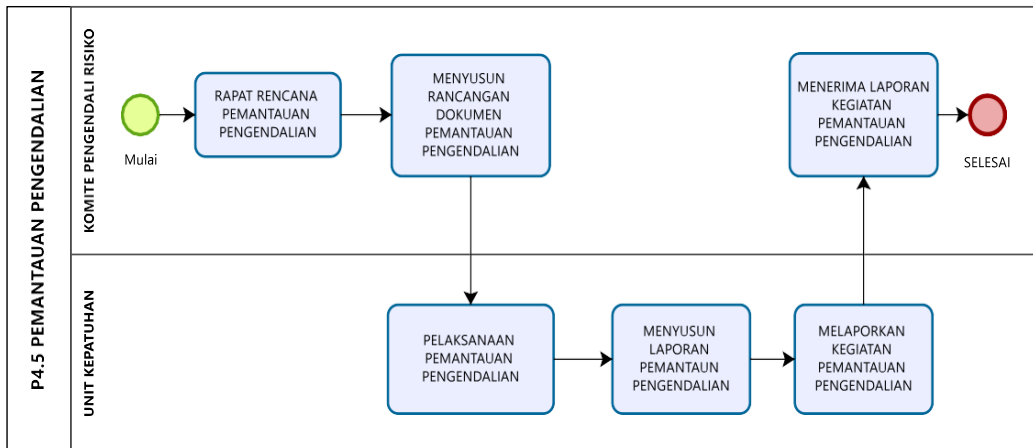 P4.5 PEMANTAUAN PENGENDALIAN
KOMITE PENGENDALI RISIKO
Mulai
RAPAT RENCANA
PEMANTAUAN
PENGENDALIAN
MENYUSUN
RANCANGAN
DOKUMEN
PEMANTAUAN
PENGENDALIAN
MENERIMA LAPORAN
KEGIATAN
PEMANTAUAN
PENGENDALIAN
SELESAI
UNIT KEPATUHAN
PELAKSANAAN
PEMANTAUAN
PENGENDALIAN
MENYUSUN
LAPORAN
PEMANTAUN
PENGENDALIAN
MELAPORKAN
KEGIATAN
PEMANTAUAN
PENGENDALIAN